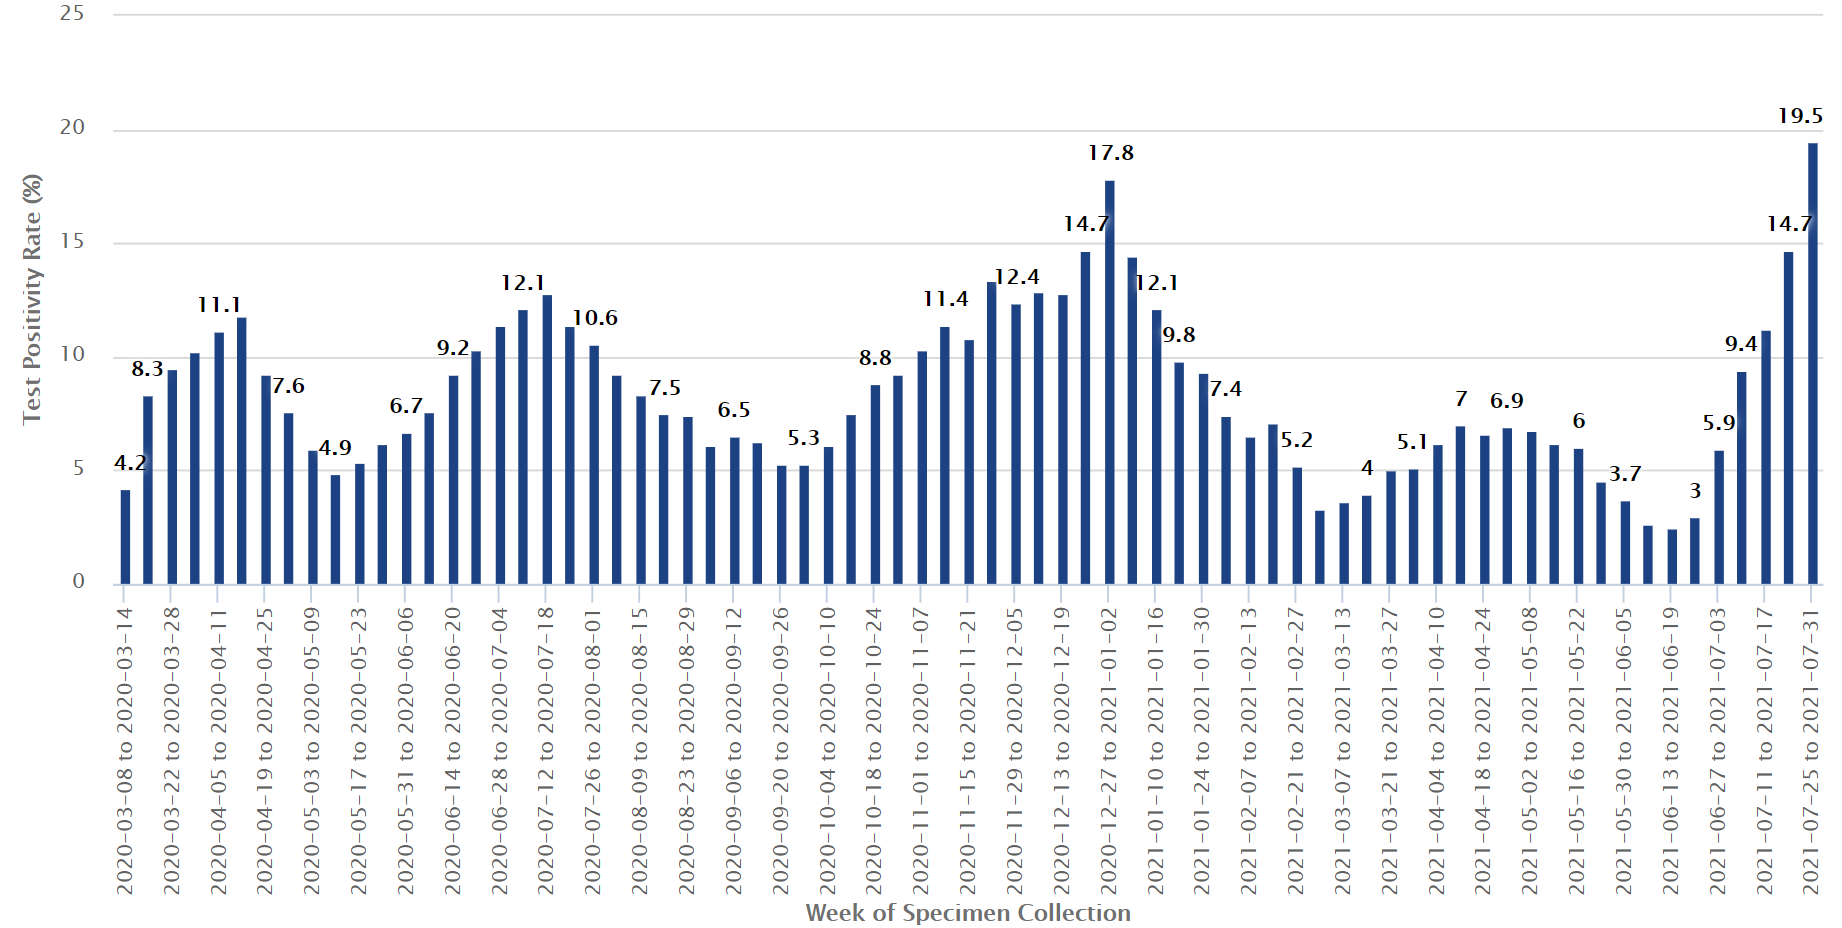 25
20
15
10
5
0
Test Positivity Rate (%)
4.2
8.3
11.1
7.6
4.9
6.7
9.2
12.1
10.6
7.5
6.5
5.3
8.8
11.4
12.4
14.7
17.8
12.1
9.8
7.4
5.2
4
5.1
7
6.9
6
3.7
3
5.9
9.4
14.7
19.5
2020-03-08 to 2020-03-14
2020-03-22 to 2020-03-28
2020-04-05 to 2020-04-11
2020-04-19 to 2020-04-25
2020-05-03 to 2020-05-09
2020-05-17 to 2020-05-23
2020-05-31 to 2020-06-06
2020-06-14 to 2020-06-20
2020-06-28 to 2020-07-04
2020-07-12 to 2020-07-18
2020-07-26 to 2020-08-01
2020-08-09 to 2020-08-15
2020-08-23 to 2020-08-29
2020-09-06 to 2020-09-12
2020-09-20 to 2020-09-26
2020-10-04 to 2020-10-10
2020-10-18 to 2020-10-24
2020-11-01 to 2020-11-07
2020-11-15 to 2020-11-21
2020-11-29 to 2020-12-05
2020-12-13 to 2020-12-19
2020-12-27 to 2021-01-02
2021-01-10 to 2021-01-16
2021-01-24 to 2021-01-30
2021-02-07 to 2021-02-13
2021-02-21 to 2021-02-27
2021-03-07 to 2021-03-13
2021-03-21 to 2021-03-27
2021-04-04 to 2021-04-10
2021-04-18 to 2021-04-24
2021-05-02 to 2021-05-08
2021-05-16 to 2021-05-22
2021-05-30 to 2021-06-05
2021-06-13 to 2021-06-19
2021-06-27 to 2021-07-03
2021-07-11 to 2021-07-17
2021-07-25 to 2021-07-31
Week of Specimen Collection